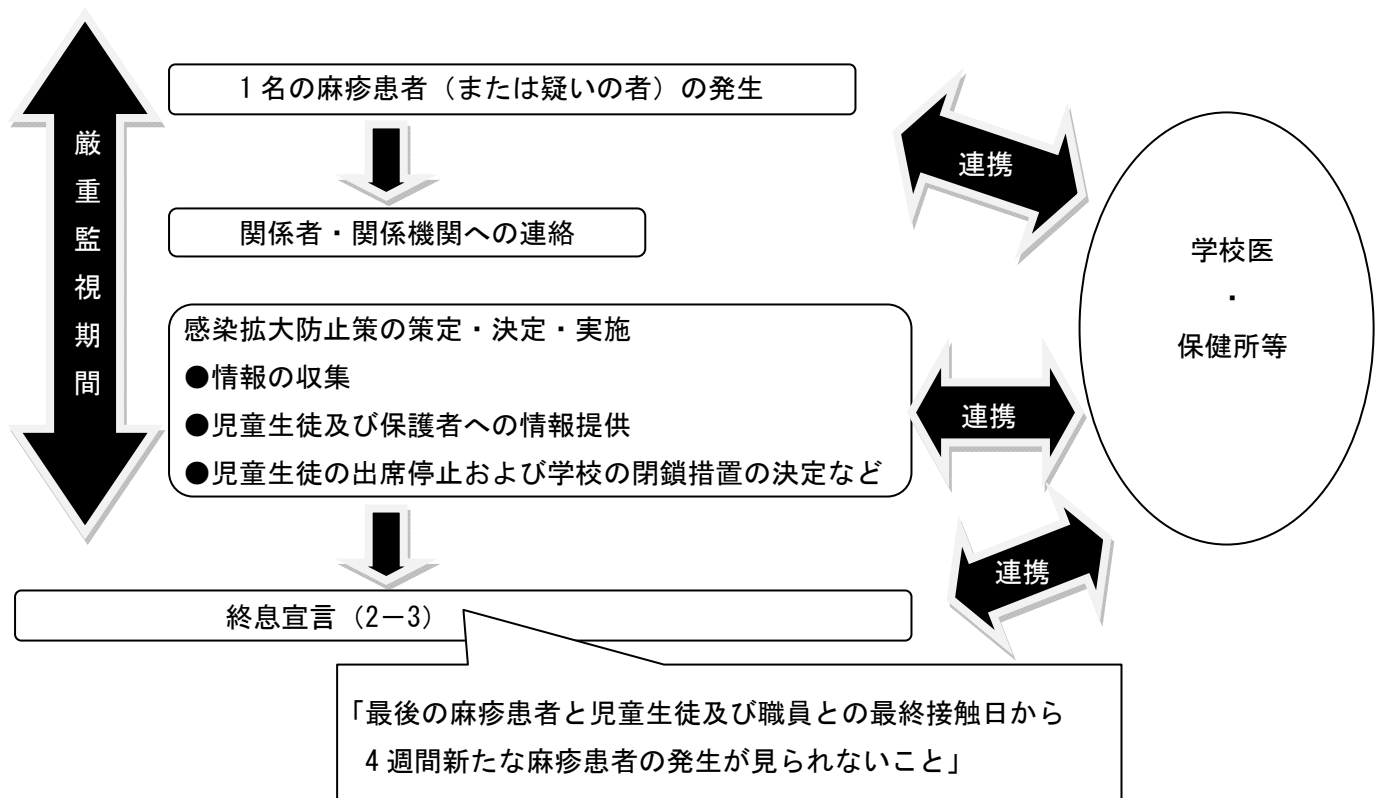 1名の麻疹患者（または疑いの者）の発生
厳重監視期間
連携
関係者・関係機関への連絡
学校医
・
保健所等
感染拡大防止策の策定・決定・実施
●情報の収集
●児童生徒及び保護者への情報提供
●児童生徒の出席停止および学校の閉鎖措置の決定など
連携
連携
終息宣言（2－3）
「最後の麻疹患者と児童生徒及び職員との最終接触日から
4週間新たな麻疹患者の発生が見られないこと」